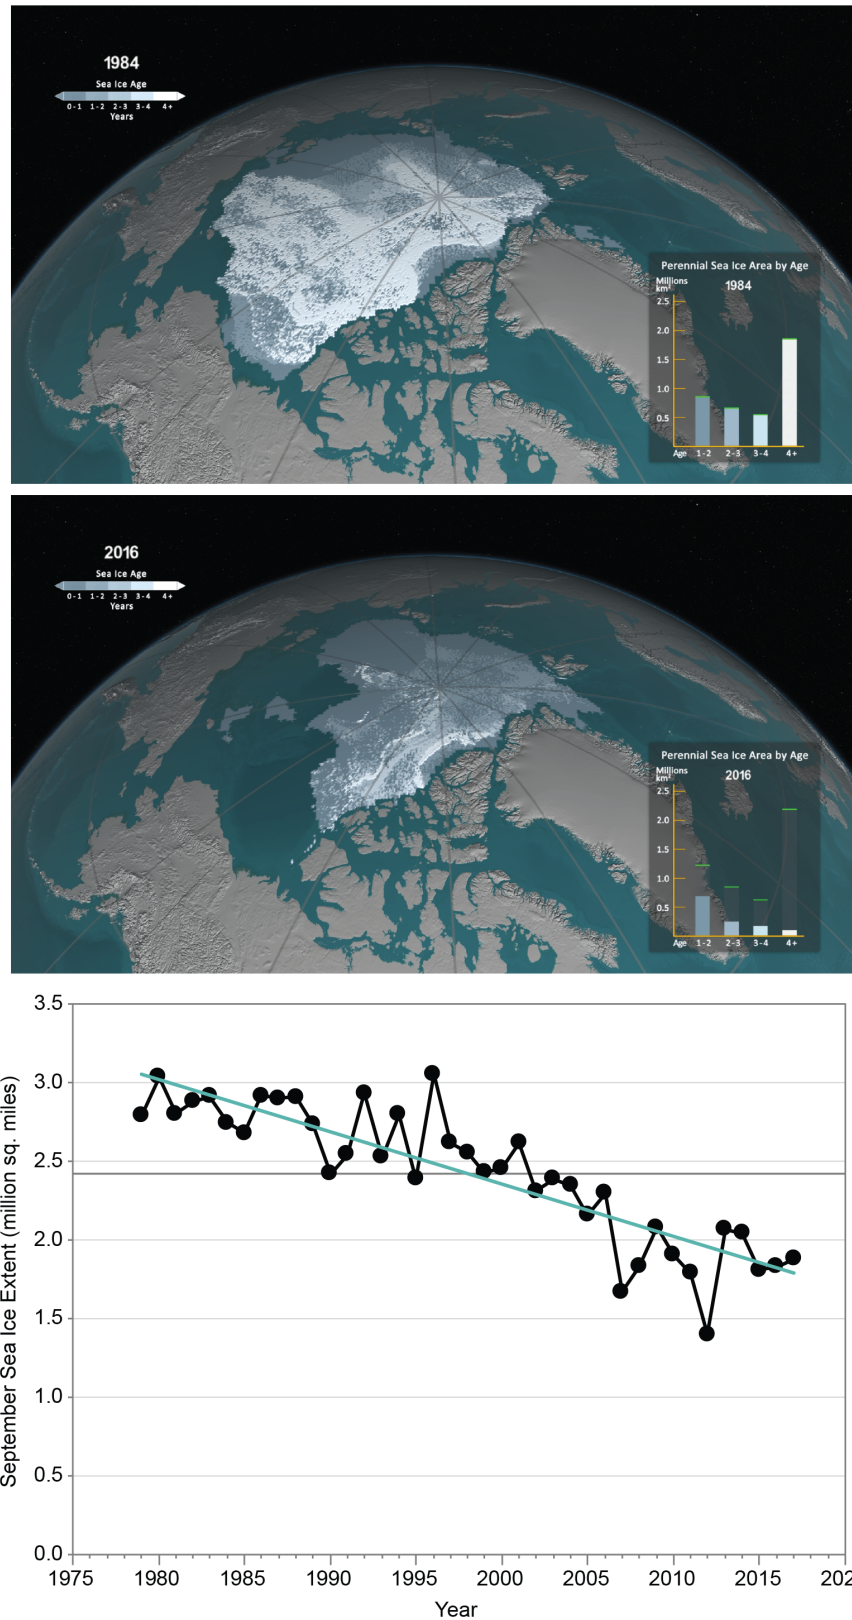 1984
Sea Ice Age
0-1 1-2 2-3 3-4 4+
Years
Perennial Sea Ice Area by Age
Millions
km²
1984
2.5
2.0
1.5
1.0
0.5
Age 1-2 2-3 3-4 4+
2016
Sea Ice Age
0-1 1-2 2-3 3-4 4+
Years
Perennial Sea Ice Area by Age
Millions
km²
2016
2.5
2.0
1.5
1.0
0.5
Age 1-2 2-3 3-4 4+
September Sea Ice Extent (million sq. miles)
3.5
3.0
2.5
2.0
1.5
1.0
0.5
0.0
1975 1980 1985 1990 1995 2000 2005 2010 2015 202
Year